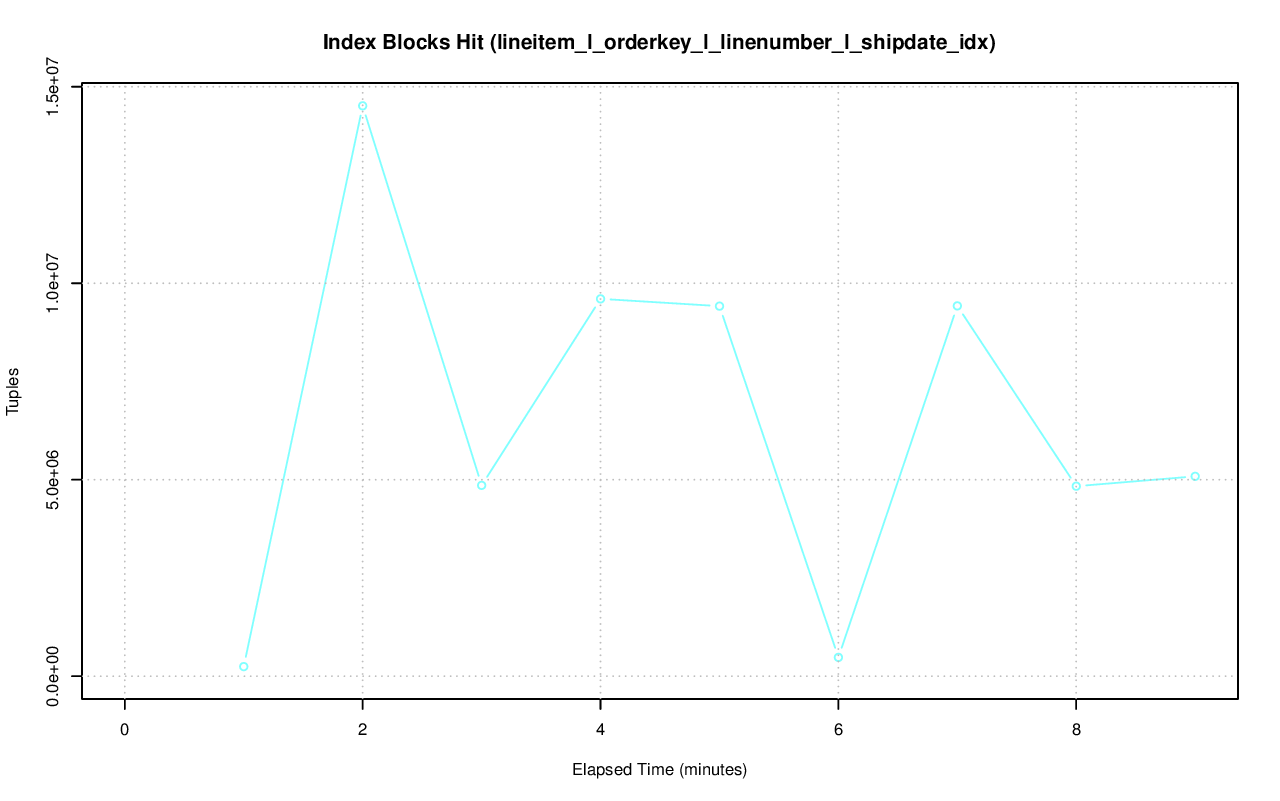 Index Blocks Hit (lineitem_l_orderkey_l_linenumber_l_shipdate_idx)
Tuples
1.5e+07
1.0e+07
5.0e+06
0.0e+00
0 2 4 6 8
Elapsed Time (minutes)